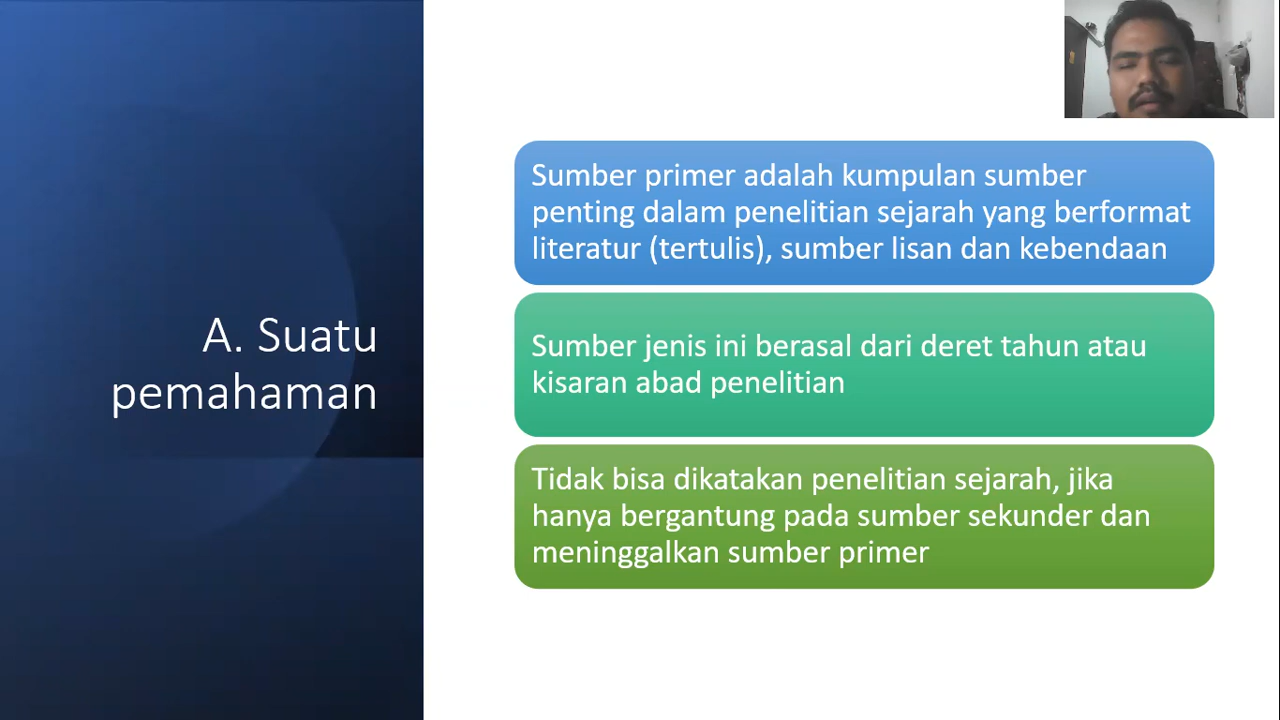 A. Suatu
pemahaman
Sumber primer adalah kumpulan sumber
penting dalam penelitian sejarah yang berformat
literatur (tertulis), sumber lisan dan kebendaan
Sumber jenis ini berasal dari deret tahun atau
kisaran abad penelitian
Tidak bisa dikatakan penelitian sejarah, jika
hanya bergantung pada sumber sekunder dan
meninggalkan sumber primer